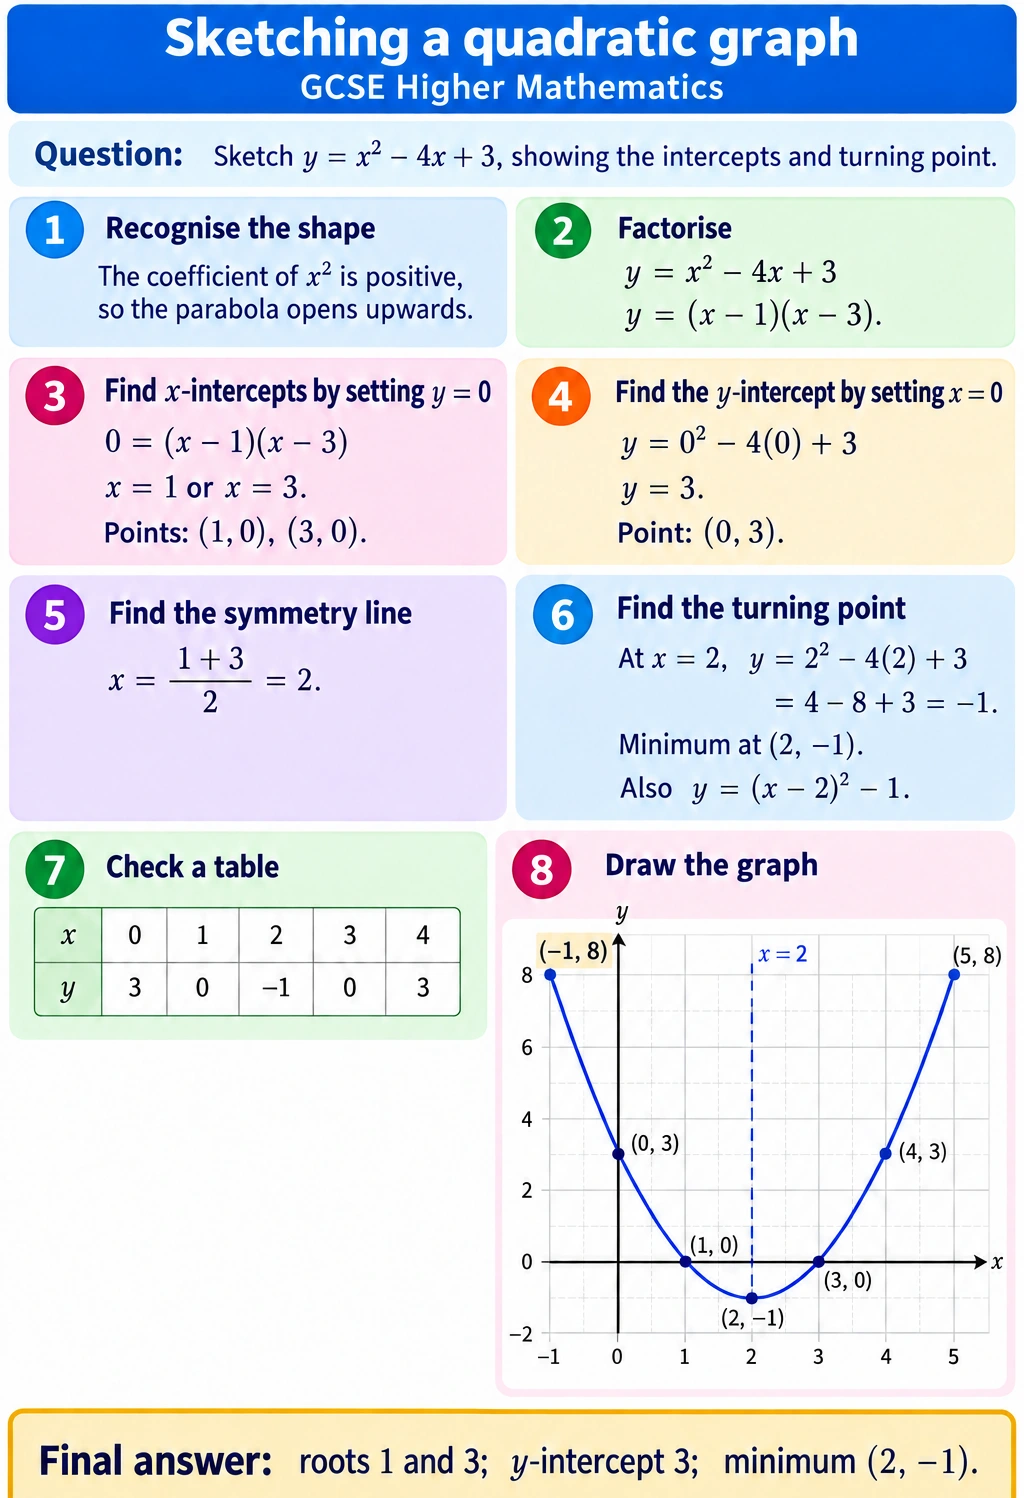 Sketching a quadratic graph
GCSE Higher Mathematics
Question: Sketch y = x² − 4x + 3, showing the intercepts and turning point.
1 Recognise the shape
The coefficient of x² is positive,
so the parabola opens upwards.
2 Factorise
y = x² − 4x + 3
y = (x − 1)(x − 3).
3 Find x-intercepts by setting y = 0
0 = (x − 1)(x − 3)
x = 1 or x = 3.
Points: (1, 0), (3, 0).
4 Find the y-intercept by setting x = 0
y = 0² − 4(0) + 3
y = 3.
Point: (0, 3).
5 Find the symmetry line
x = (1 + 3)/2 = 2.
6 Find the turning point
At x = 2, y = 2² − 4(2) + 3
= 4 − 8 + 3 = −1.
Minimum at (2, −1).
Also y = (x − 2)² − 1.
7 Check a table
x 0 1 2 3 4
y 3 0 −1 0 3
8 Draw the graph
y
(−1, 8)
x = 2
(5, 8)
8
6
4
(0, 3)
(4, 3)
2
(1, 0)
0
x
(3, 0)
(2, −1)
−2
−1 0 1 2 3 4 5
Final answer: roots 1 and 3; y-intercept 3; minimum (2, −1).